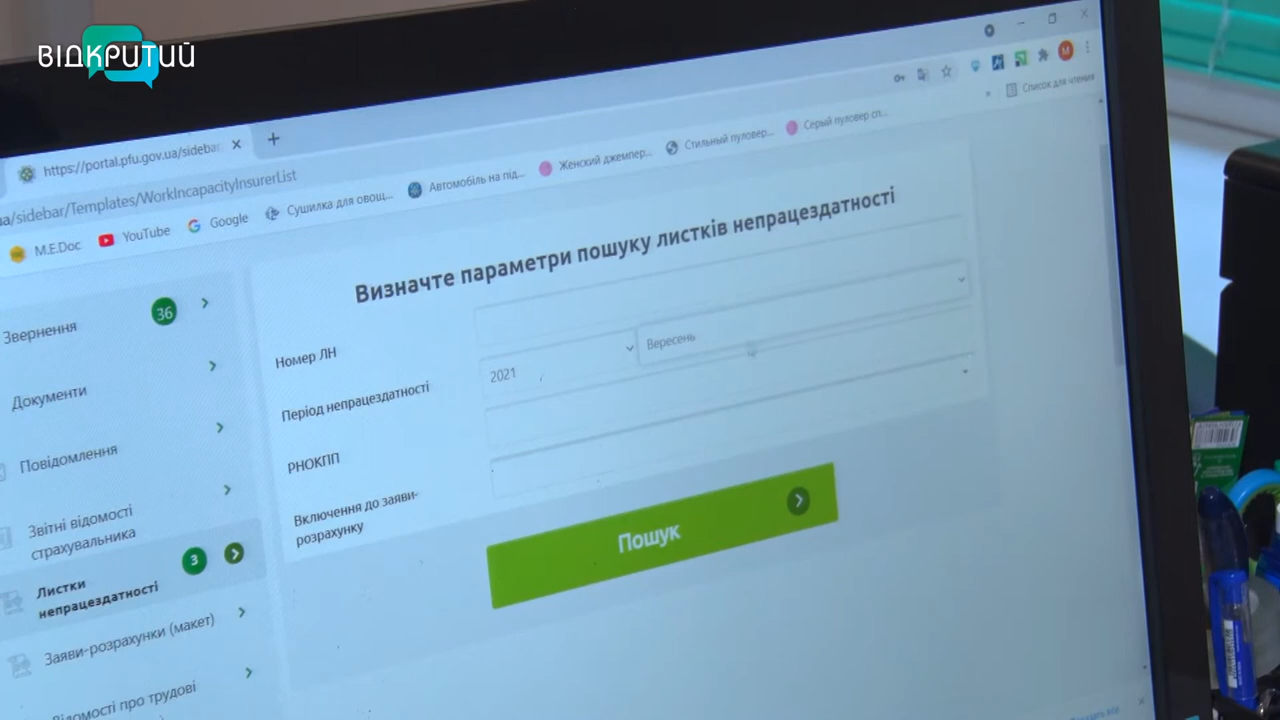 ВІДКРИТИЙ
https://portal.pfu.gov.ua/sideba
ua/sidebar/Templates/WorkIncapacityInsurerList
M.E.Doc
YouTube
Google
Сушилка для овощ...
Автомобіль на під...
Женский джемпер...
Стильный пуловер...
Серый пуловер сп...
»
Список для чтения
M
Звернення
36
Документи
Повідомлення
Звітні відомості
страхувальника
Листки
непрацездатності
3
Заяви-розрахунки (макет)
Відомості про трудові
Визначте параметри пошуку листків непрацездатності
Номер ЛН
Період непрацездатності
2021
Вересень
РНОКПП
Включення до заяви-
розрахунку
Пошук